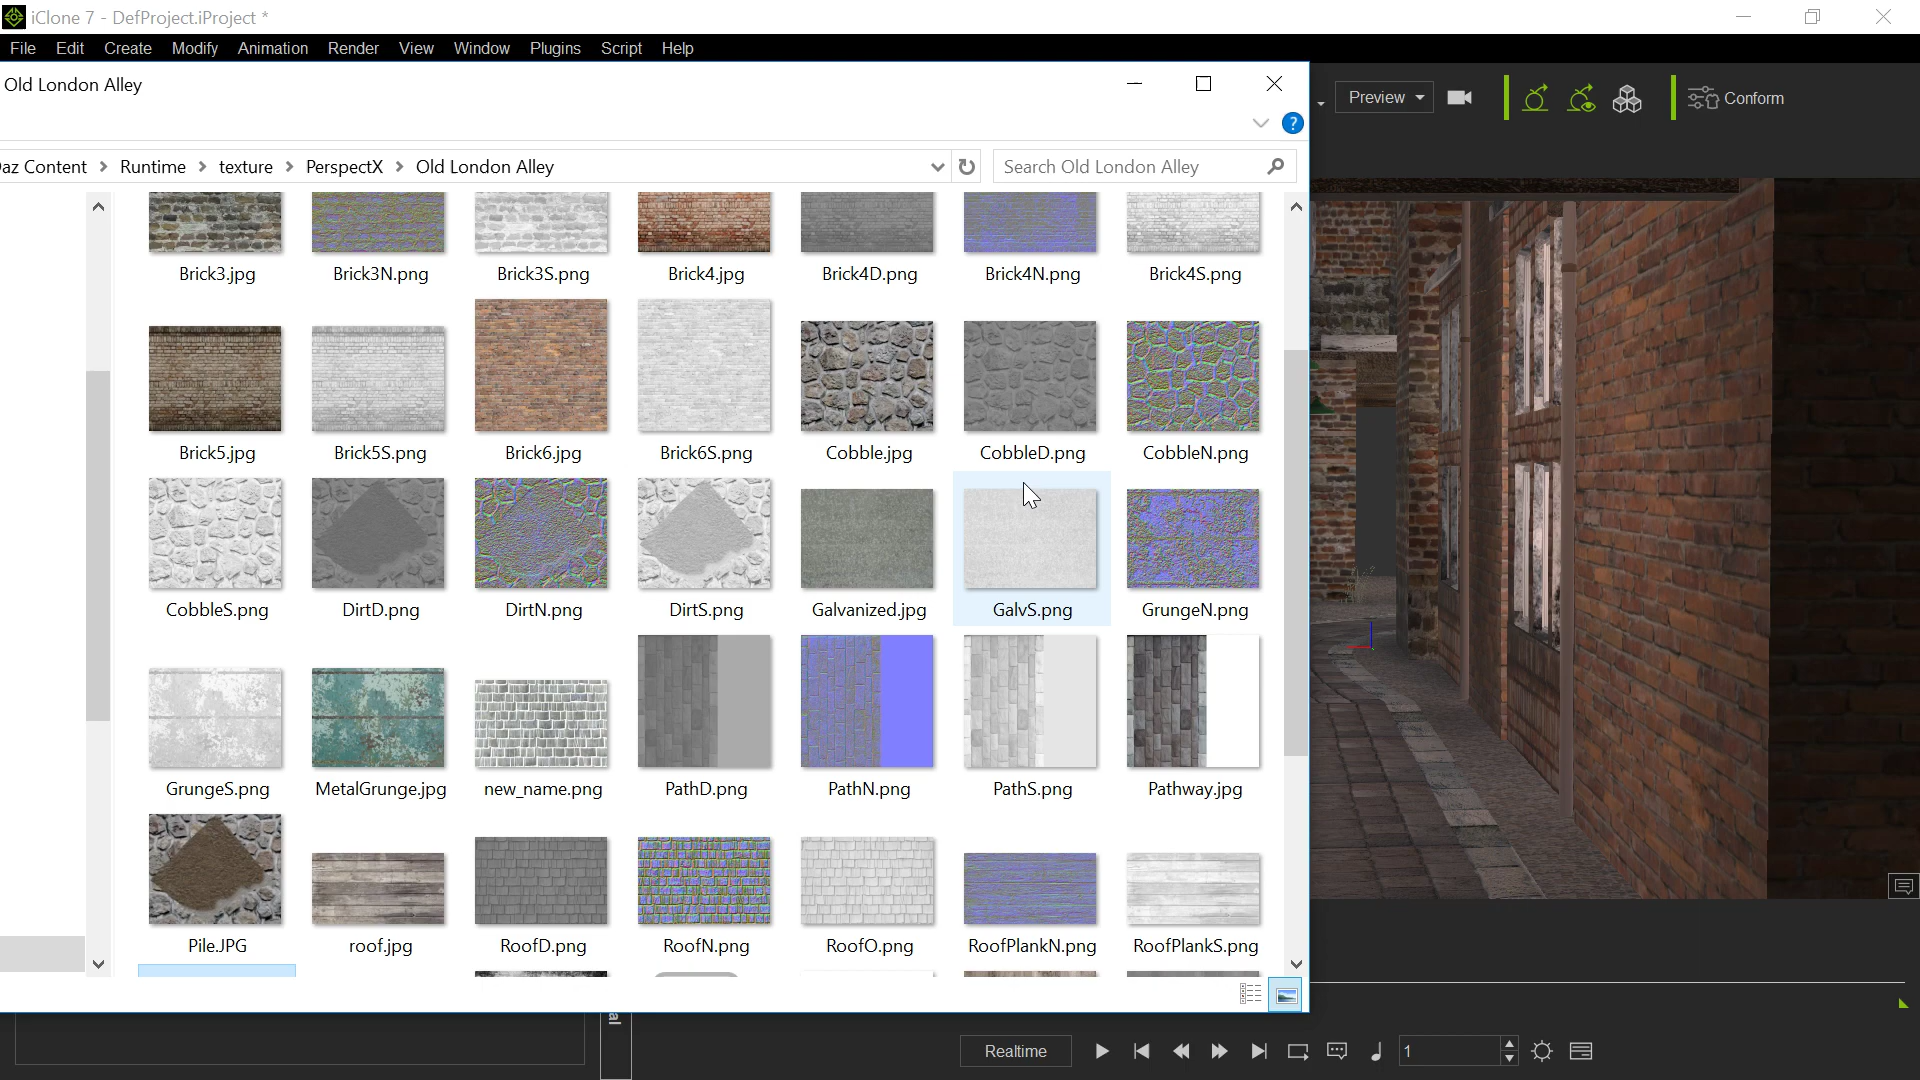 iClone 7 - DefProject.iProject *
File Edit Create Modify Animation Render View Window Plugins Script Help
Old London Alley
Preview
Conform
?
az Content > Runtime > texture > PerspectX > Old London Alley
Search Old London Alley
Brick3.jpg Brick3N.png Brick3S.png Brick4.jpg Brick4D.png Brick4N.png Brick4S.png
Brick5.jpg Brick5S.png Brick6.jpg Brick6S.png Cobble.jpg CobbleD.png CobbleN.png
CobbleS.png DirtD.png DirtN.png DirtS.png Galvanized.jpg GalvS.png GrungeN.png
GrungeS.png MetalGrunge.jpg new_name.png PathD.png PathN.png PathS.png Pathway.jpg
Pile.JPG roof.jpg RoofD.png RoofN.png RoofO.png RoofPlankN.png RoofPlankS.png
al
Realtime
1